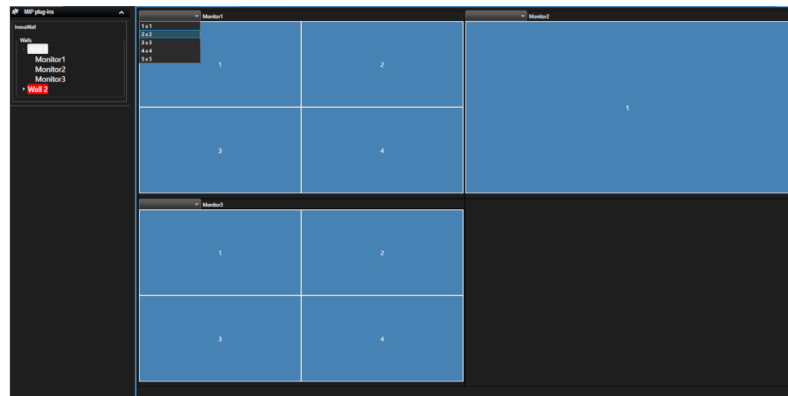 MIP plug-ins
InovaWall
Walls
Monitor1
Monitor2
Monitor3
Wall 2
Monitor1
1 x 1
2 x 2
3 x 3
4 x 4
5 x 5
1
2
3
4
Monitor2
1
Monitor3
1
2
3
4